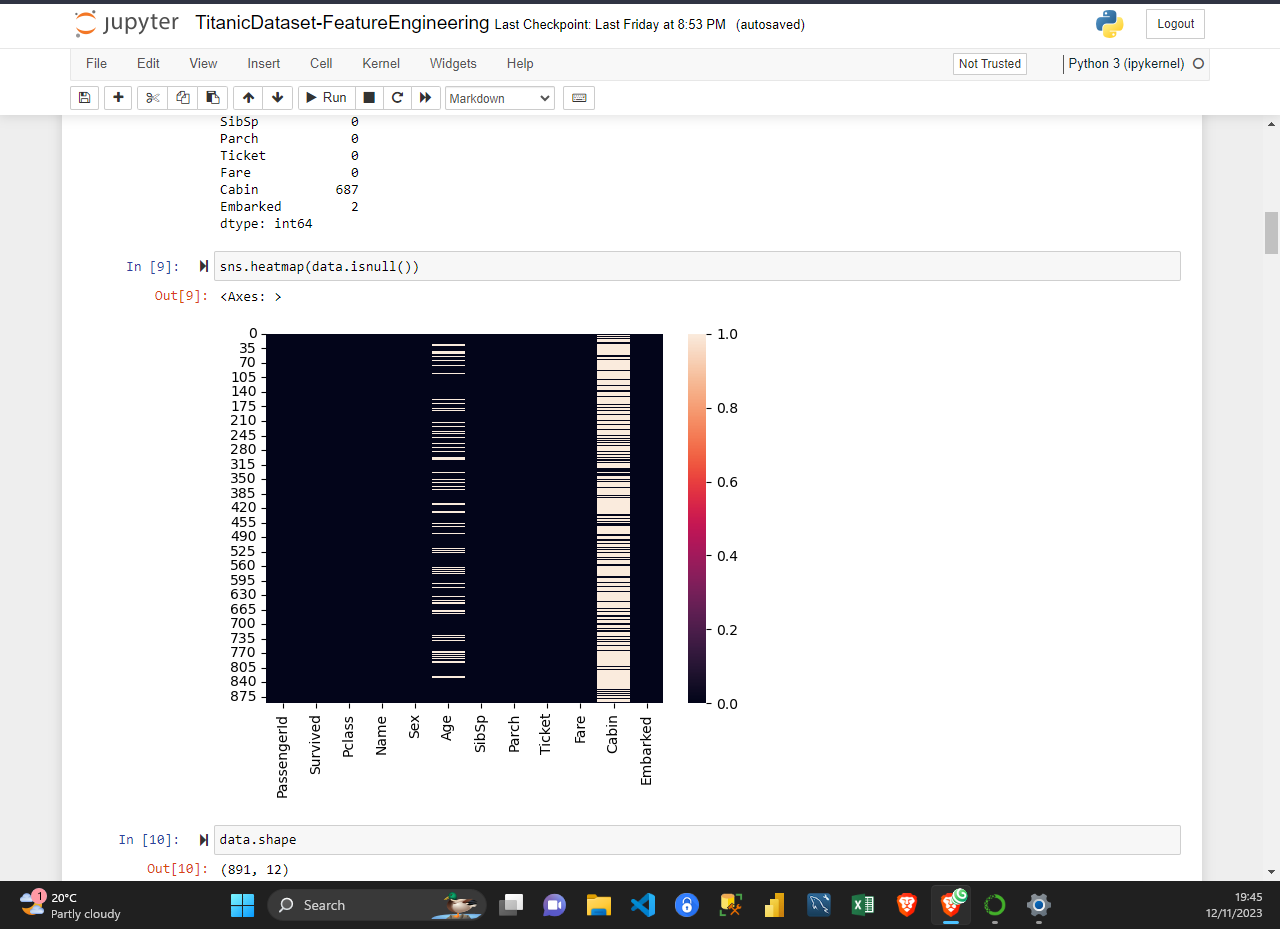 jupyter TitanicDataset-FeatureEngineering Last Checkpoint: Last Friday at 8:53 PM (autosaved) Logout
File Edit View Insert Cell Kernel Widgets Help Not Trusted Python 3 (ipykernel)
Run Markdown
SibSp 0
Parch 0
Ticket 0
Fare 0
Cabin 687
Embarked 2
dtype: int64
In [9]: sns.heatmap(data.isnull())
Out[9]: <Axes: >
0
35
70
105
140
175
210
245
280
315
350
385
420
455
490
525
560
595
630
665
700
735
770
805
840
875
1.0
0.8
0.6
0.4
0.2
0.0
PassengerId
Survived
Pclass
Name
Sex
Age
SibSp
Parch
Ticket
Fare
Cabin
Embarked
In [10]: data.shape
Out[10]: (891, 12)
1
20°C
Partly cloudy
Search
19:45
12/11/2023